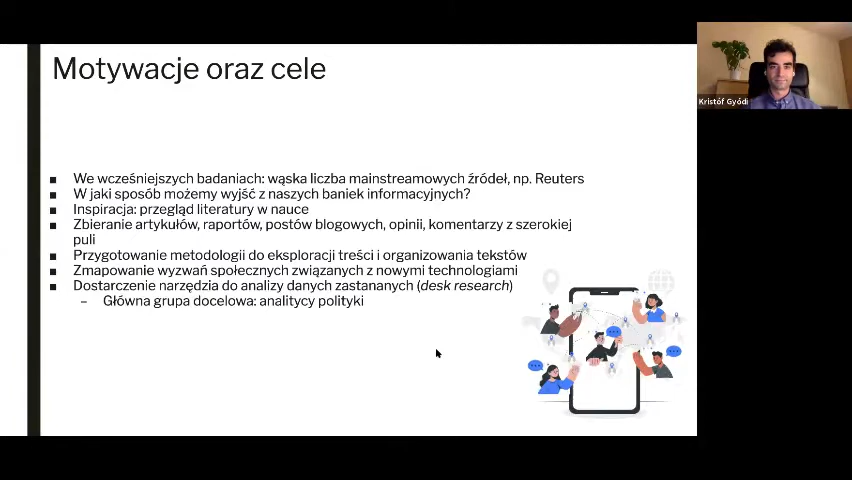 Motywacje oraz cele
Kristóf Gyódi
■ We wcześniejszych badaniach: wąska liczba mainstreamowych źródeł, np. Reuters
■ W jaki sposób możemy wyjść z naszych baniek informacyjnych?
■ Inspiracja: przegląd literatury w nauce
■ Zbieranie artykułów, raportów, postów blogowych, opinii, komentarzy z szerokiej
puli
■ Przygotowanie metodologii do eksploracji treści i organizowania tekstów
■ Zmapowanie wyzwań społecznych związanych z nowymi technologiami
■ Dostarczenie narzędzia do analizy danych zastananych (desk research)
– Główna grupa docelowa: analitycy polityki